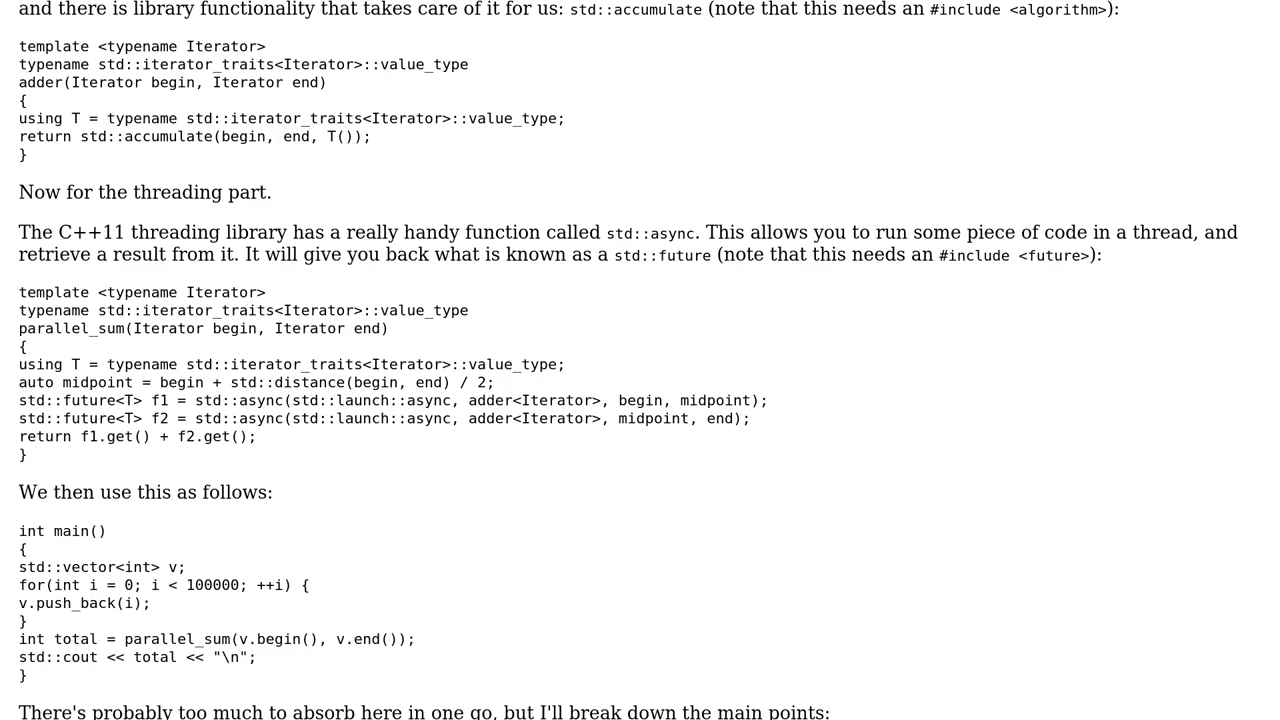 and there is library functionality that takes care of it for us: std::accumulate (note that this needs an #include <algorithm>):
template <typename Iterator>
typename std::iterator_traits<Iterator>::value_type
adder(Iterator begin, Iterator end)
{
using T = typename std::iterator_traits<Iterator>::value_type;
return std::accumulate(begin, end, T());
}
Now for the threading part.
The C++11 threading library has a really handy function called std::async. This allows you to run some piece of code in a thread, and
retrieve a result from it. It will give you back what is known as a std::future (note that this needs an #include <future>):
template <typename Iterator>
typename std::iterator_traits<Iterator>::value_type
parallel_sum(Iterator begin, Iterator end)
{
using T = typename std::iterator_traits<Iterator>::value_type;
auto midpoint = begin + std::distance(begin, end) / 2;
std::future<T> f1 = std::async(std::launch::async, adder<Iterator>, begin, midpoint);
std::future<T> f2 = std::async(std::launch::async, adder<Iterator>, midpoint, end);
return f1.get() + f2.get();
}
We then use this as follows:
int main()
{
std::vector<int> v;
for(int i = 0; i < 100000; ++i) {
v.push_back(i);
}
int total = parallel_sum(v.begin(), v.end());
std::cout << total << "\n";
}
There's probably too much to absorb here in one go, but I'll break down the main points: